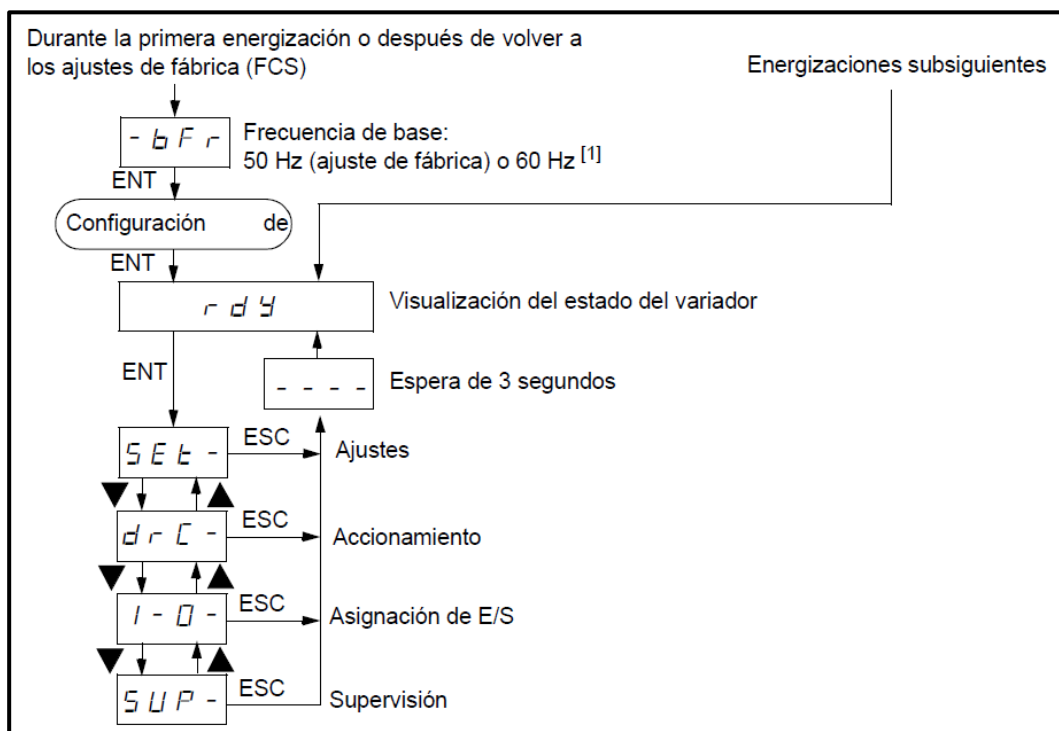 Durante la primera energización o después de volver a
los ajustes de fábrica (FCS)
Energizaciones subsiguientes
- b F r
Frecuencia de base:
50 Hz (ajuste de fábrica) o 60 Hz [1]
ENT
Configuración de
ENT
r d Y
Visualización del estado del variador
ENT
- - - -
Espera de 3 segundos
S E t -
ESC
Ajustes
d r C -
ESC
Accionamiento
I - O -
ESC
Asignación de E/S
S U P -
ESC
Supervisión